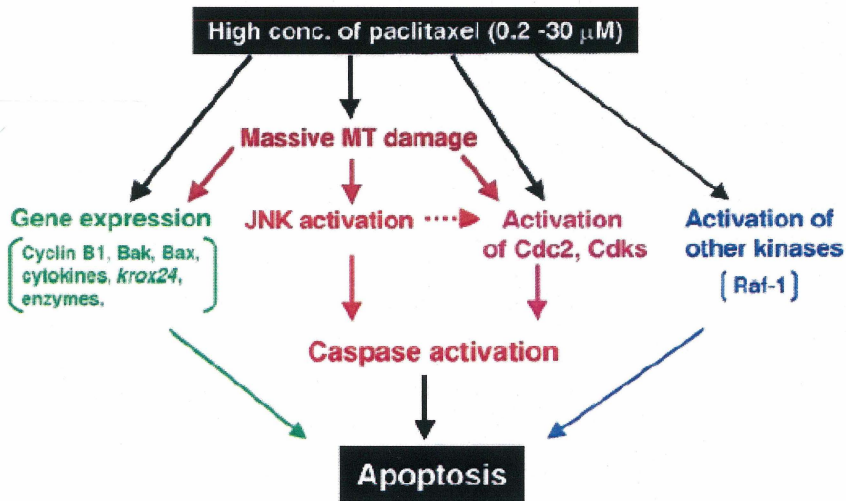 High conc. of paclitaxel (0.2 -30 μM)
Massive MT damage
Gene expression
[Cyclin B1, Bak, Bax,
cytokines, krox24,
enzymes.]
JNK activation
Activation
of Cdc2, Cdks
Activation of
other kinases
[Raf-1]
Caspase activation
Apoptosis